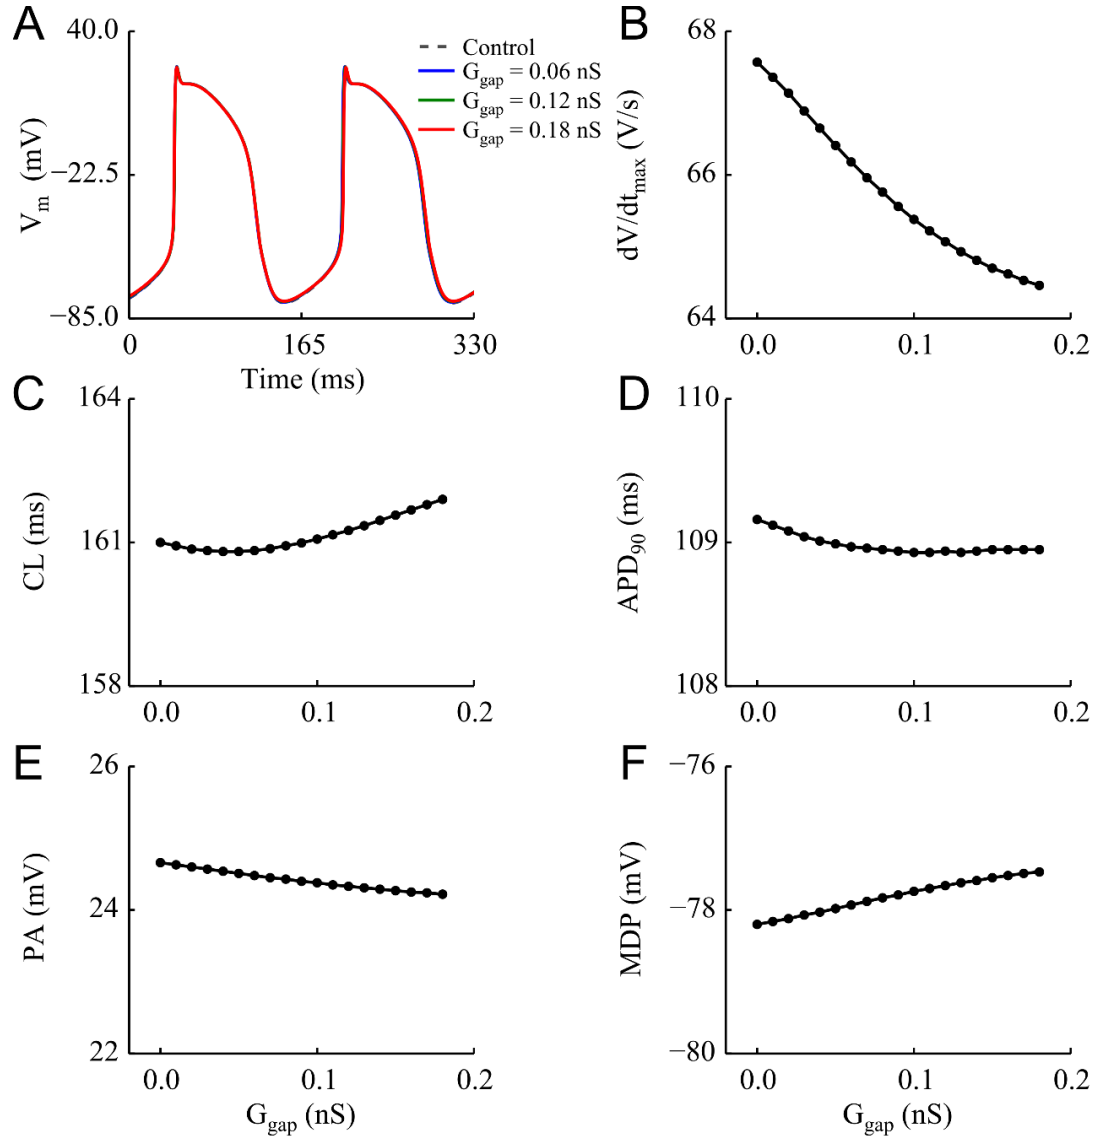 A
40.0
−22.5
−85.0
V_m (mV)
0
165
330
Time (ms)
Control
G_gap = 0.06 nS
G_gap = 0.12 nS
G_gap = 0.18 nS
B
68
66
64
dV/dt_max (V/s)
0.0
0.1
0.2
C
164
161
158
CL (ms)
0.0
0.1
0.2
D
110
109
108
APD_90 (ms)
0.0
0.1
0.2
E
26
24
22
PA (mV)
0.0
0.1
0.2
G_gap (nS)
F
−76
−78
−80
MDP (mV)
0.0
0.1
0.2
G_gap (nS)